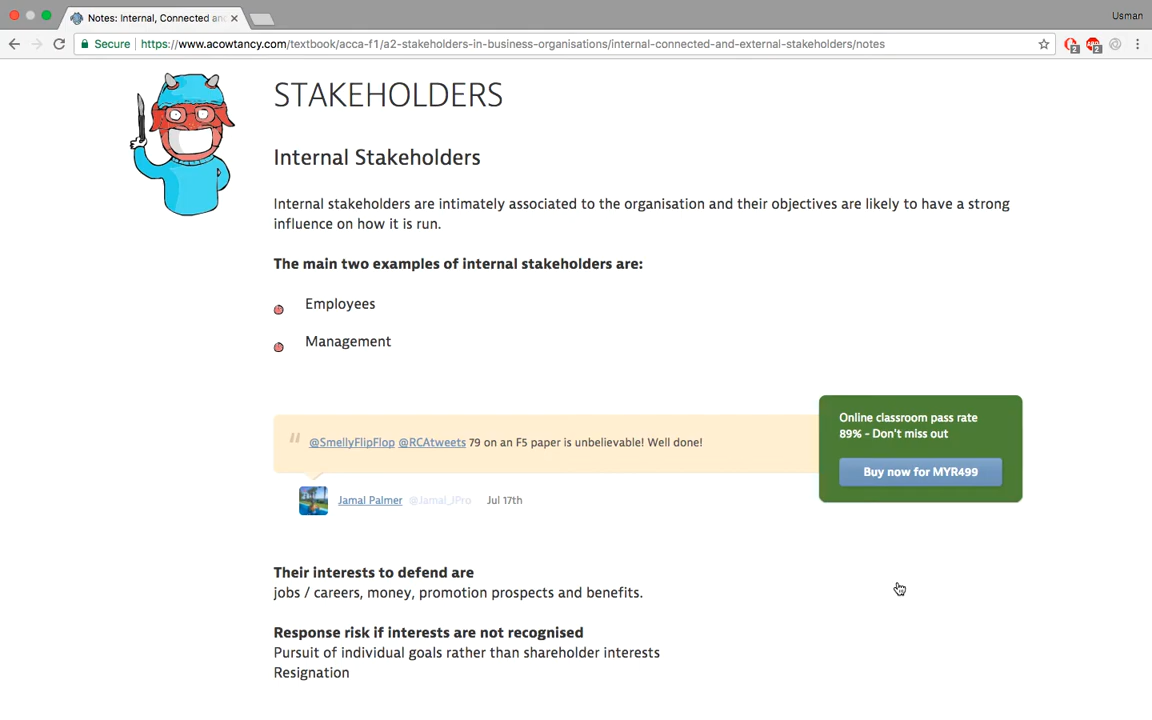 Notes: Internal, Connected and
Usman
Secure https://www.acowtancy.com/textbook/acca-f1/a2-stakeholders-in-business-organisations/internal-connected-and-external-stakeholders/notes
2
2
STAKEHOLDERS
Internal Stakeholders
Internal stakeholders are intimately associated to the organisation and their objectives are likely to have a strong
influence on how it is run.
The main two examples of internal stakeholders are:
Employees
Management
Online classroom pass rate
89% - Don't miss out
Buy now for MYR499
@SmellyFlipFlop @RCAtweets 79 on an F5 paper is unbelievable! Well done!
Jamal Palmer @Jamal_JPro Jul 17th
Their interests to defend are
jobs / careers, money, promotion prospects and benefits.
Response risk if interests are not recognised
Pursuit of individual goals rather than shareholder interests
Resignation